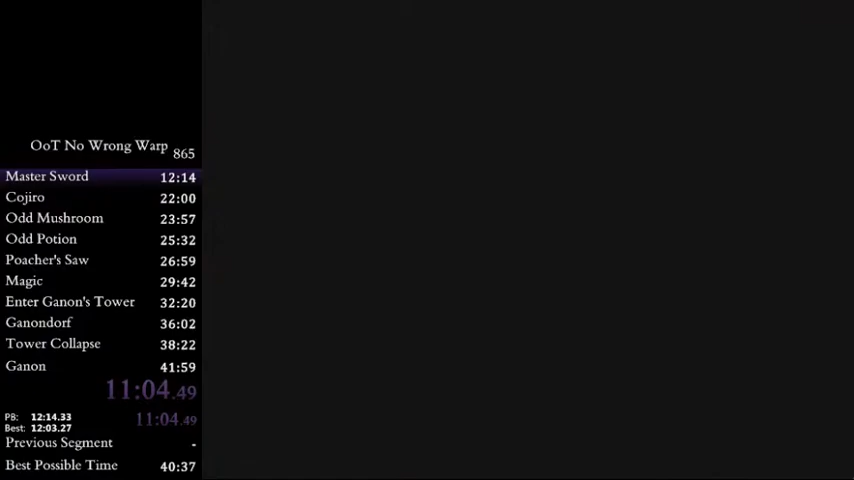 OoT No Wrong Warp
865
Master Sword 12:14
Cojiro 22:00
Odd Mushroom 23:57
Odd Potion 25:32
Poacher's Saw 26:59
Magic 29:42
Enter Ganon's Tower 32:20
Ganondorf 36:02
Tower Collapse 38:22
Ganon 41:59
11:04.49
PB: 12:14.33 11:04.49
Best: 12:03.27
Previous Segment -
Best Possible Time 40:37